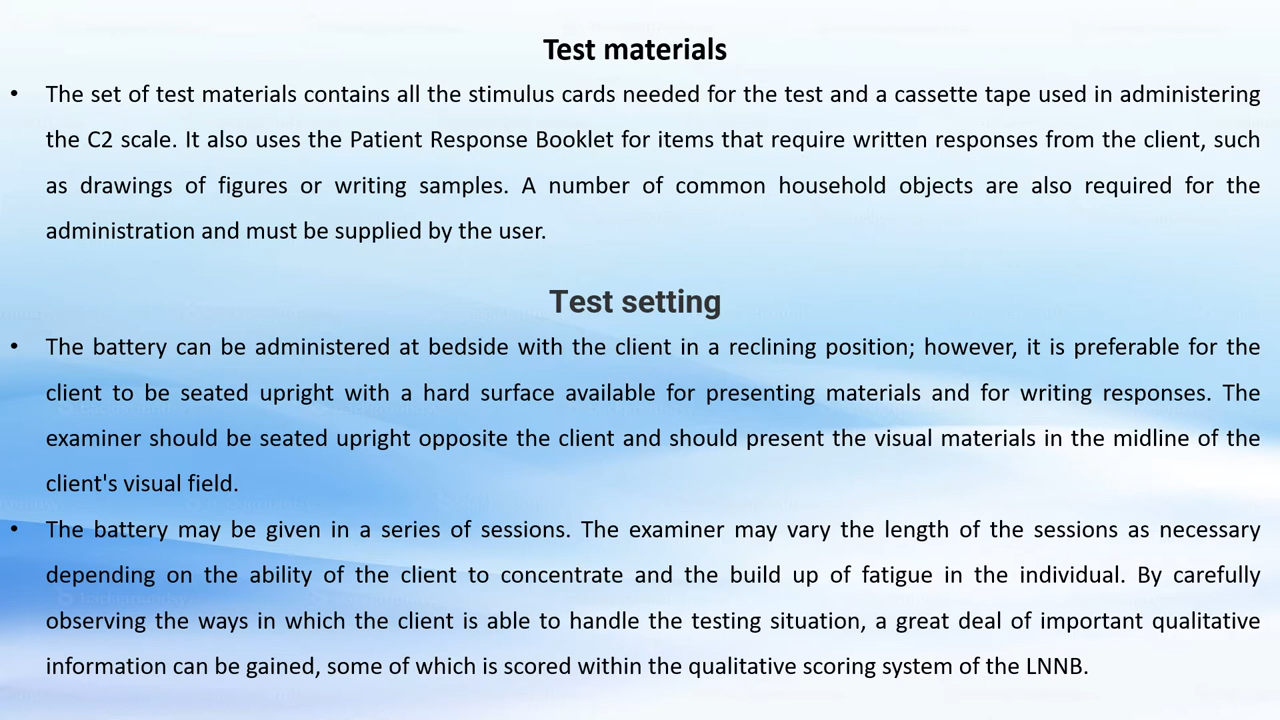 Test materials
• The set of test materials contains all the stimulus cards needed for the test and a cassette tape used in administering
the C2 scale. It also uses the Patient Response Booklet for items that require written responses from the client, such
as drawings of figures or writing samples. A number of common household objects are also required for the
administration and must be supplied by the user.
Test setting
• The battery can be administered at bedside with the client in a reclining position; however, it is preferable for the
client to be seated upright with a hard surface available for presenting materials and for writing responses. The
examiner should be seated upright opposite the client and should present the visual materials in the midline of the
client's visual field.
• The battery may be given in a series of sessions. The examiner may vary the length of the sessions as necessary
depending on the ability of the client to concentrate and the build up of fatigue in the individual. By carefully
observing the ways in which the client is able to handle the testing situation, a great deal of important qualitative
information can be gained, some of which is scored within the qualitative scoring system of the LNNB.